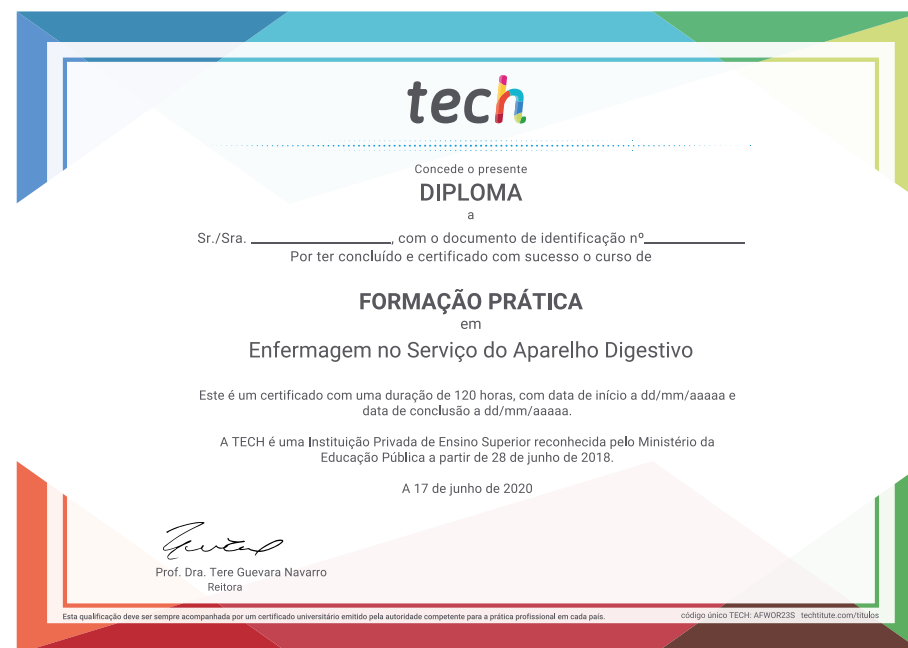 tech
Concede o presente
DIPLOMA
a
Sr./Sra. ____________________, com o documento de identificação nº______________
Por ter concluído e certificado com sucesso o curso de
FORMAÇÃO PRÁTICA
em
Enfermagem no Serviço do Aparelho Digestivo
Este é um certificado com uma duração de 120 horas, com data de início a dd/mm/aaaaa e
data de conclusão a dd/mm/aaaaa.
A TECH é uma Instituição Privada de Ensino Superior reconhecida pelo Ministério da
Educação Pública a partir de 28 de junho de 2018.
A 17 de junho de 2020
Prof. Dra. Tere Guevara Navarro
Reitora
Esta qualificação deve ser sempre acompanhada por um certificado universitário emitido pela autoridade competente para a prática profissional em cada país.
código único TECH: AFWOR23S techtitute.com/titulos